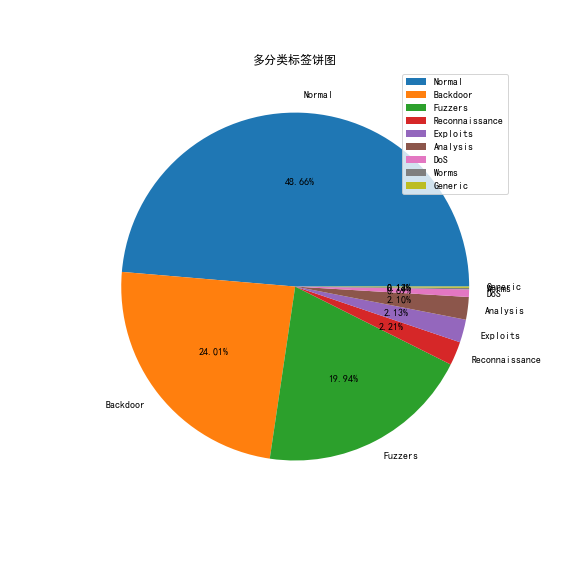 多分类标签饼图
Normal
Normal
Backdoor
Fuzzers
Reconnaissance
Exploits
Analysis
DoS
Worms
Generic
48.66%
24.01%
19.94%
2.21%
2.13%
2.10%
Generic
DoS
Analysis
Exploits
Reconnaissance
Backdoor
Fuzzers